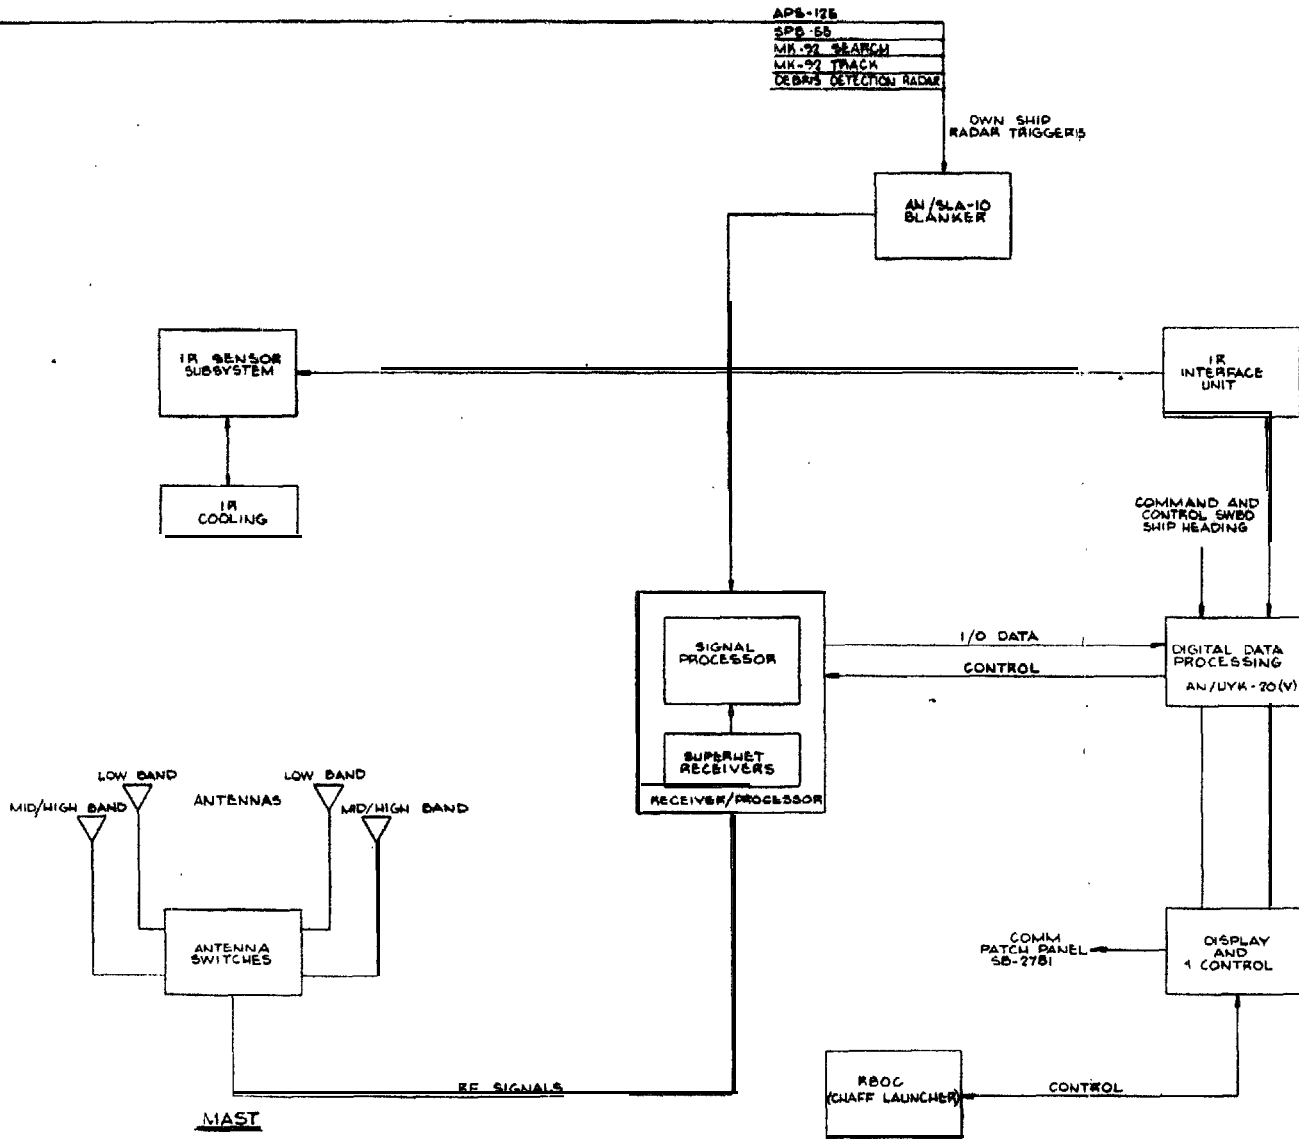 APS-125
SPS-55
MK-92 SEARCH
MK-92 TRACK
DEBRIS DETECTION RADAR
OWN SHIP
RADAR TRIGGERS
AN/SLA-10
BLANKER
IR SENSOR
SUBSYSTEM
IR
INTERFACE
UNIT
IR
COOLING
COMMAND AND
CONTROL SWBD
SHIP HEADING
SIGNAL
PROCESSOR
I/O DATA
CONTROL
DIGITAL DATA
PROCESSING
AN/UYK-20(V)
SUPERHET
RECEIVERS
RECEIVER/PROCESSOR
LOW BAND
ANTENNAS
LOW BAND
MID/HIGH BAND
MID/HIGH BAND
ANTENNA
SWITCHES
COMM
PATCH PANEL
SB-2781
DISPLAY
AND
CONTROL
RF SIGNALS
MAST
RBOC
(CHAFF LAUNCHER)
CONTROL